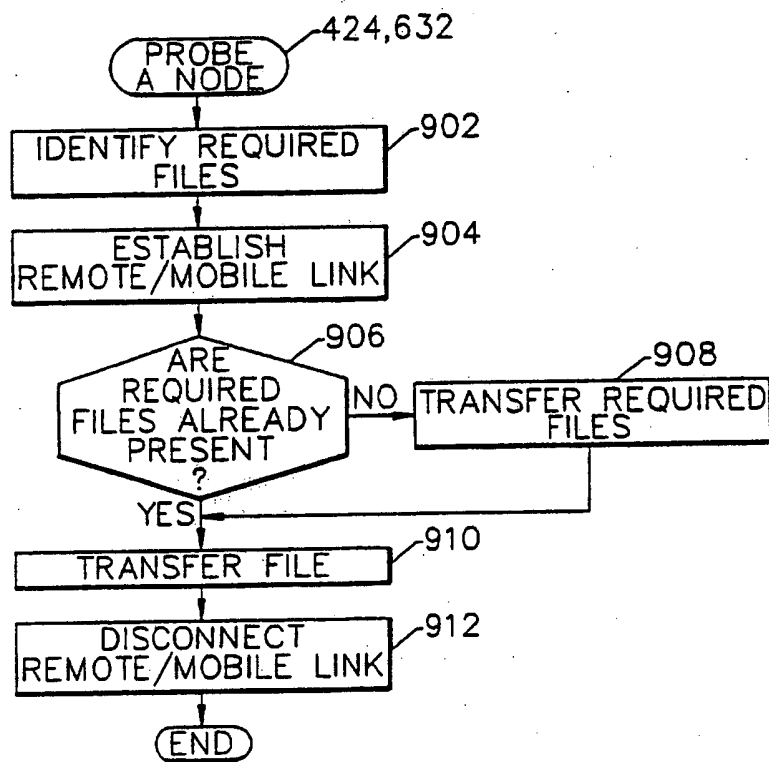 PROBE
A NODE
424,632
IDENTIFY REQUIRED
FILES
902
ESTABLISH
REMOTE/MOBILE LINK
904
ARE
REQUIRED
FILES ALREADY
PRESENT
?
906
NO
TRANSFER REQUIRED
FILES
908
YES
TRANSFER FILE
910
DISCONNECT
REMOTE/MOBILE LINK
912
END